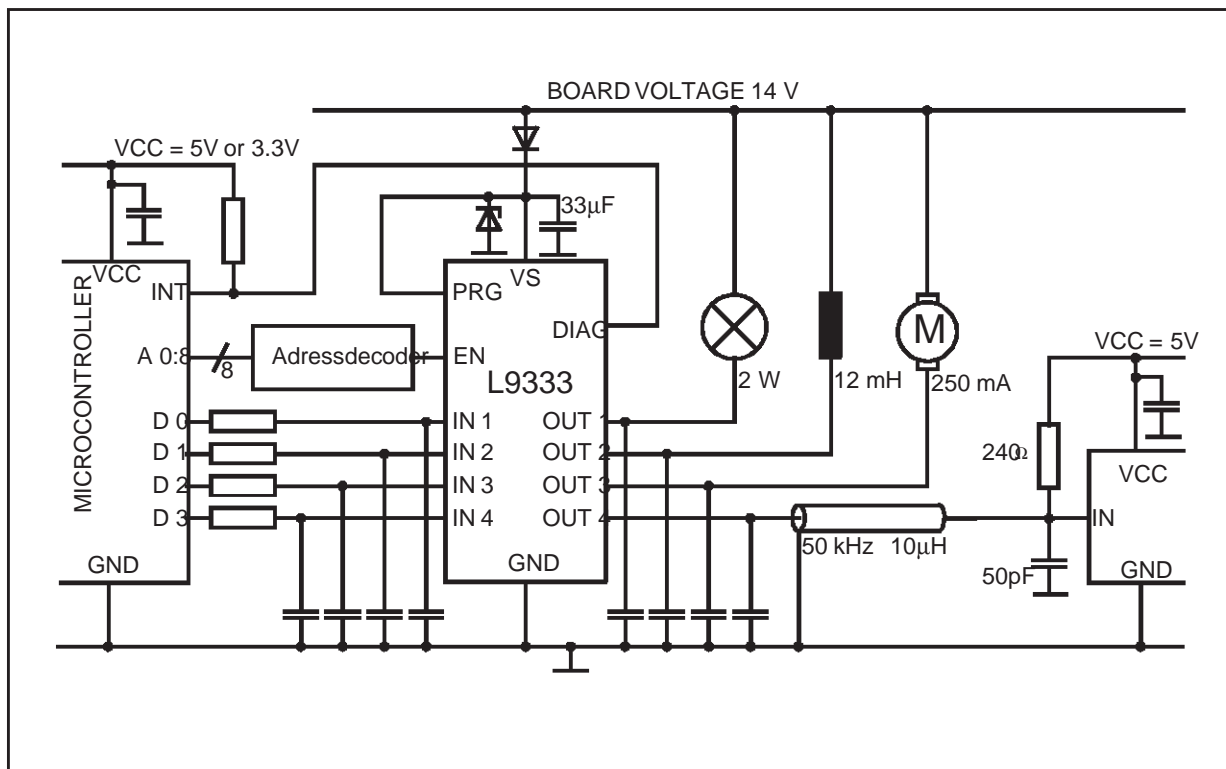 BOARD VOLTAGE 14 V
VCC = 5V or 3.3V
33µF
VCC
VS
INT
PRG
MICROCONTROLLER
DIAG
M
VCC = 5V
A 0:8
8
Adressdecoder
EN
L9333
2 W
12 mH
250 mA
D 0
IN 1
OUT 1
D 1
IN 2
OUT 2
240Ω
VCC
D 2
IN 3
OUT 3
D 3
IN 4
OUT 4
IN
50 kHz 10µH
GND
GND
50pF
GND